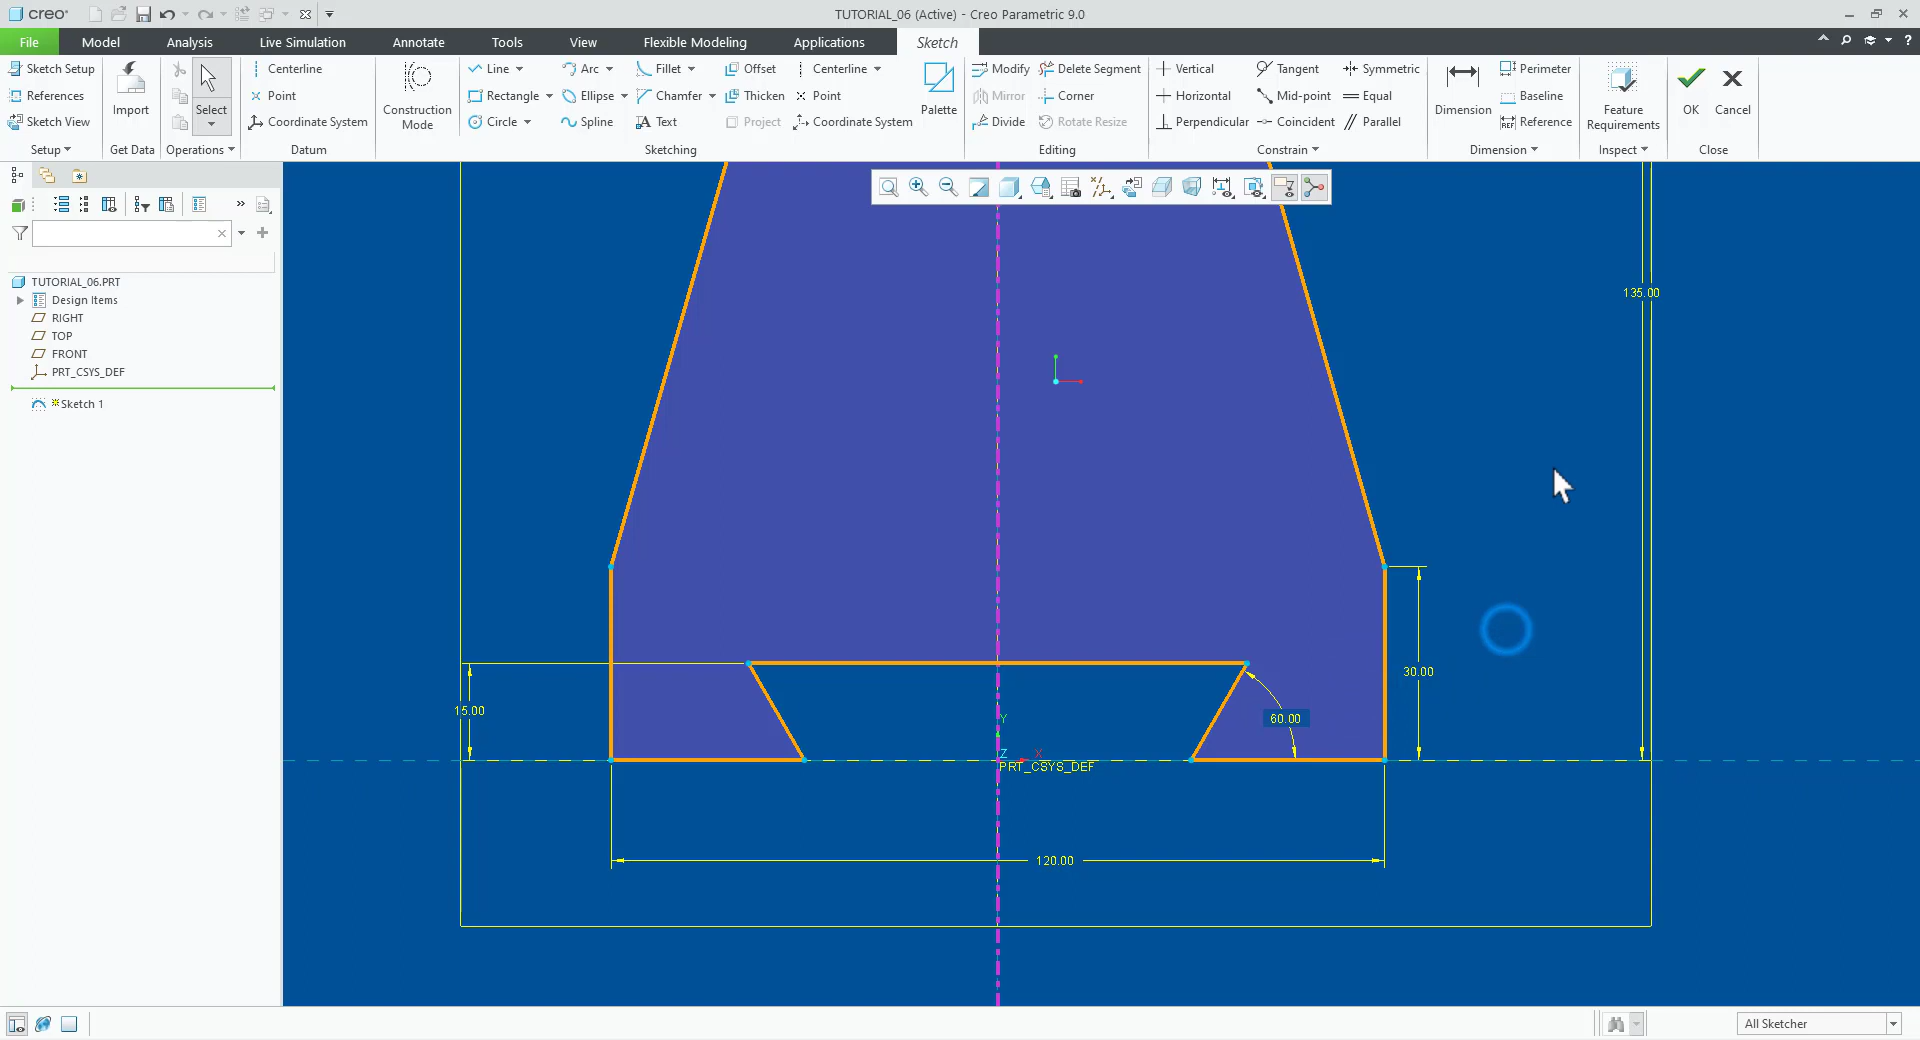 creo
TUTORIAL_06 (Active) - Creo Parametric 9.0
File Model Analysis Live Simulation Annotate Tools View Flexible Modeling Applications Sketch
Sketch Setup
References
Sketch View
Setup
Import
Get Data
Select
Operations
Centerline
Point
Coordinate System
Datum
Construction
Mode
Line Arc Fillet Offset Centerline
Rectangle Ellipse Chamfer Thicken Point
Circle Spline Text Project Coordinate System
Palette
Sketching
Modify Delete Segment
Mirror Corner
Divide Rotate Resize
Editing
Vertical Tangent Symmetric
Horizontal Mid-point Equal
Perpendicular Coincident Parallel
Constrain
Dimension
Perimeter
Baseline
REF Reference
Dimension
Feature
Requirements
Inspect
OK Cancel
Close
TUTORIAL_06.PRT
Design Items
RIGHT
TOP
FRONT
PRT_CSYS_DEF
Sketch 1
135.00
30.00
15.00
60.00
Y
Z X
PRT_CSYS_DEF
120.00
All Sketcher